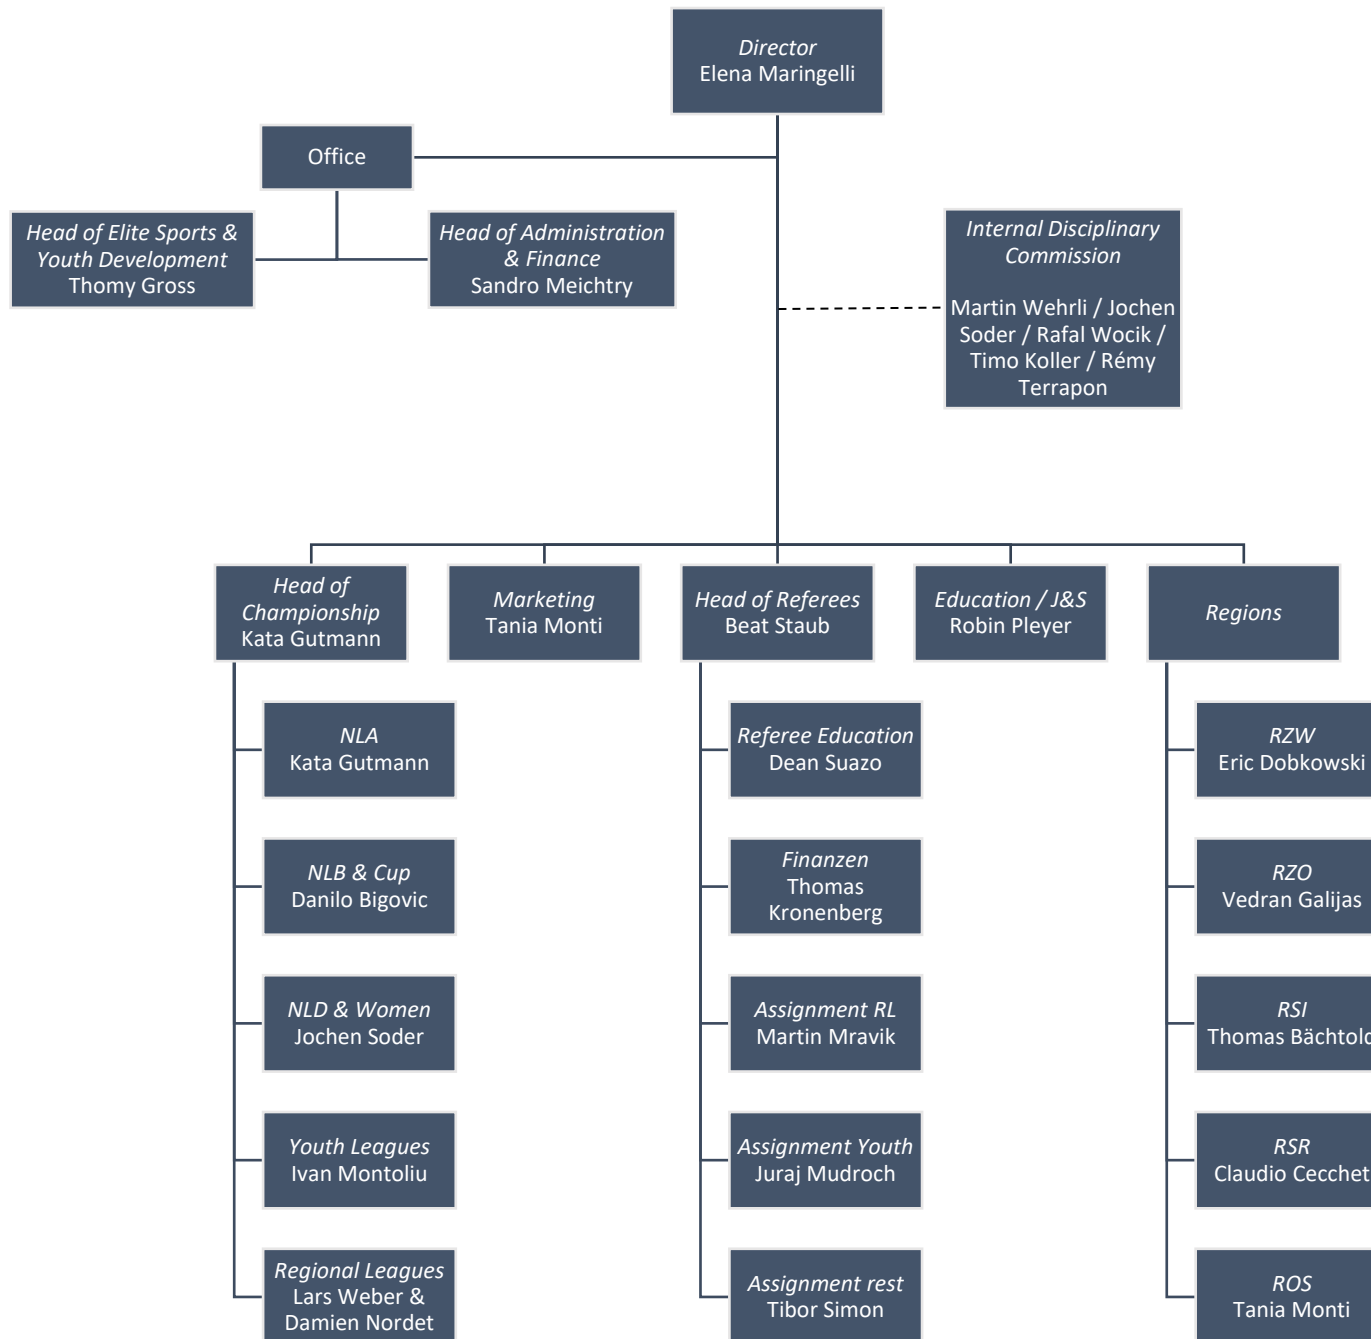 Director
Elena Maringelli
Office
Head of Elite Sports &
Youth Development
Thomy Gross
Head of Administration
& Finance
Sandro Meichtry
Internal Disciplinary
Commission
Martin Wehrli / Jochen
Soder / Rafal Wocik /
Timo Koller / Rémy
Terrapon
Head of
Championship
Kata Gutmann
Marketing
Tania Monti
Head of Referees
Beat Staub
Education / J&S
Robin Pleyer
Regions
NLA
Kata Gutmann
NLB & Cup
Danilo Bigovic
NLD & Women
Jochen Soder
Youth Leagues
Ivan Montoliu
Regional Leagues
Lars Weber &
Damien Nordet
Referee Education
Dean Suazo
Finanzen
Thomas
Kronenberg
Assignment RL
Martin Mravik
Assignment Youth
Juraj Mudroch
Assignment rest
Tibor Simon
RZW
Eric Dobkowski
RZO
Vedran Galijas
RSI
Thomas Bächtold
RSR
Claudio Cecchet
ROS
Tania Monti